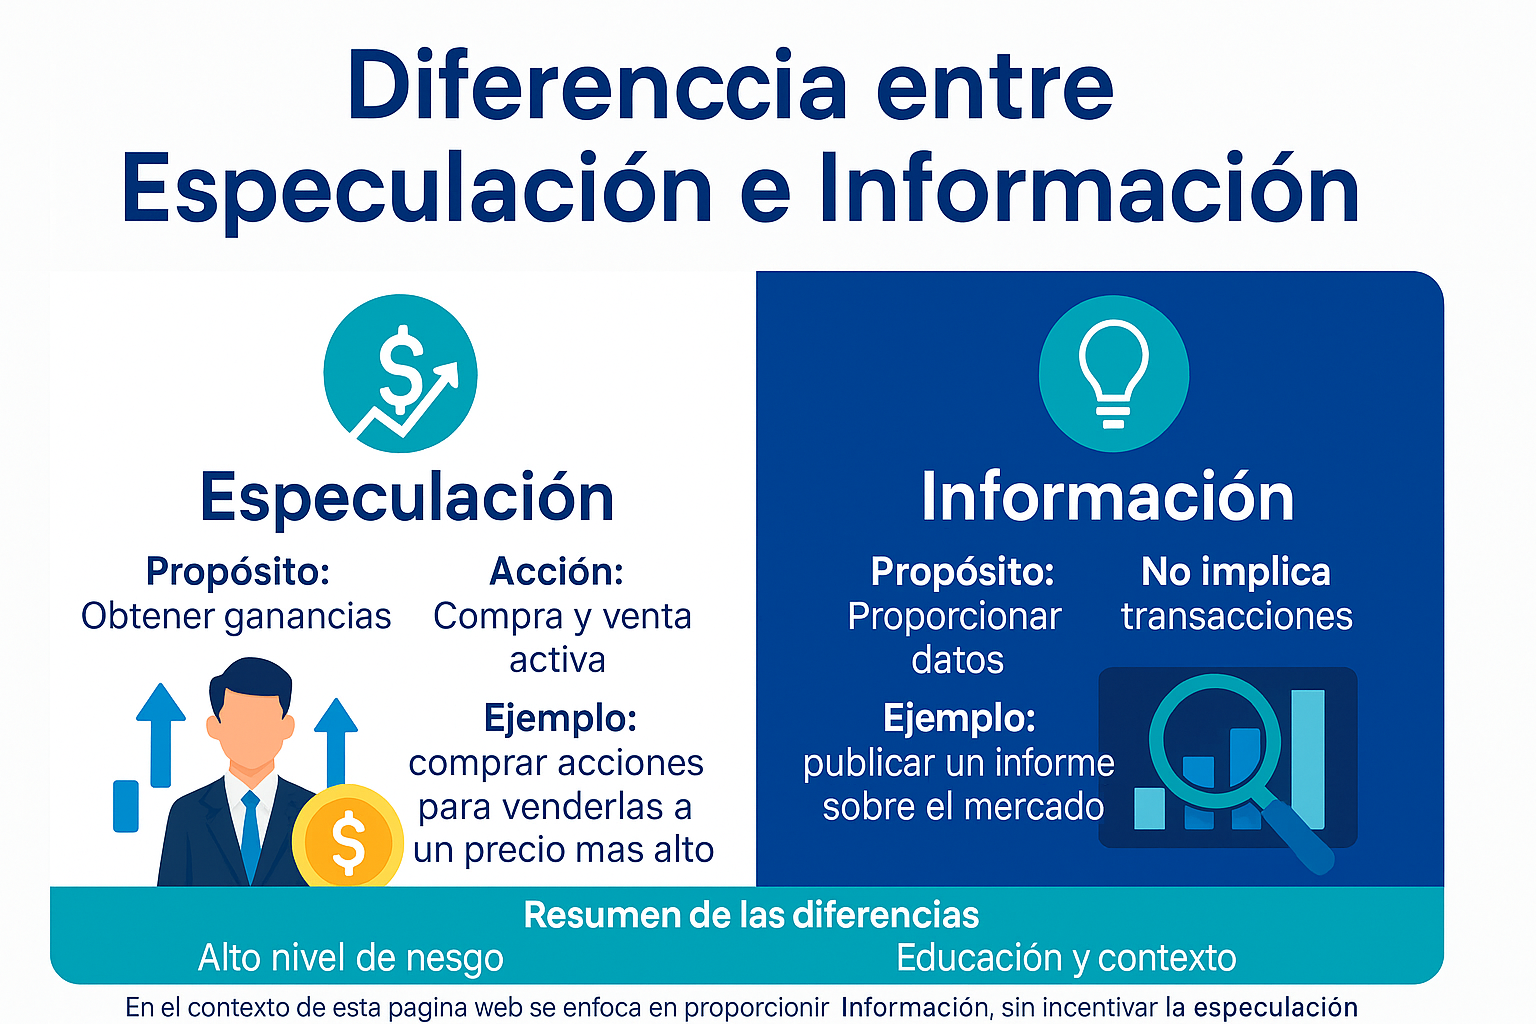 Diferenccia entre
Especulación e Información
$
Especulación
Propósito:
Obtener ganancias
Acción:
Compra y venta
activa
Ejemplo:
comprar acciones
para venderlas a
un precio mas alto
$
Información
Propósito:
Proporcionar
datos
No implica
transacciones
Ejemplo:
publicar un informe
sobre el mercado
Resumen de las diferencias
Alto nivel de nesgo
Educación y contexto
En el contexto de esta pagina web se enfoca en proporcionir Información, sin incentivar la especulación